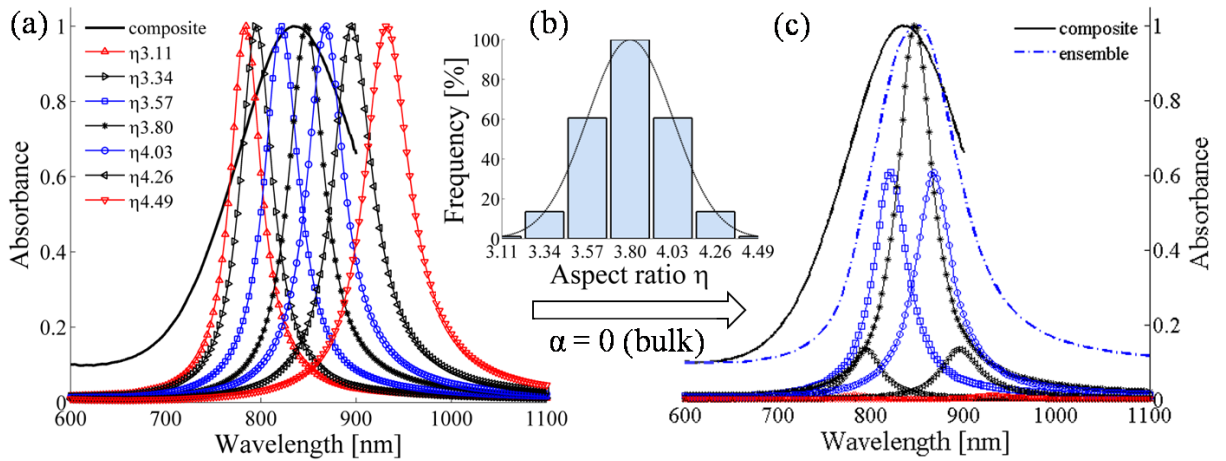 (a)
composite
η3.11
η3.34
η3.57
η3.80
η4.03
η4.26
η4.49
1
0.8
0.6
0.4
0.2
0
Absorbance
600 700 800 900 1000 1100
Wavelength [nm]
(b)
100
80
60
40
20
0
Frequency [%]
3.11 3.34 3.57 3.80 4.03 4.26 4.49
Aspect ratio η
α = 0 (bulk)
(c)
composite
ensemble
1
0.8
0.6
0.4
0.2
0
Absorbance
600 700 800 900 1000 1100
Wavelength [nm]